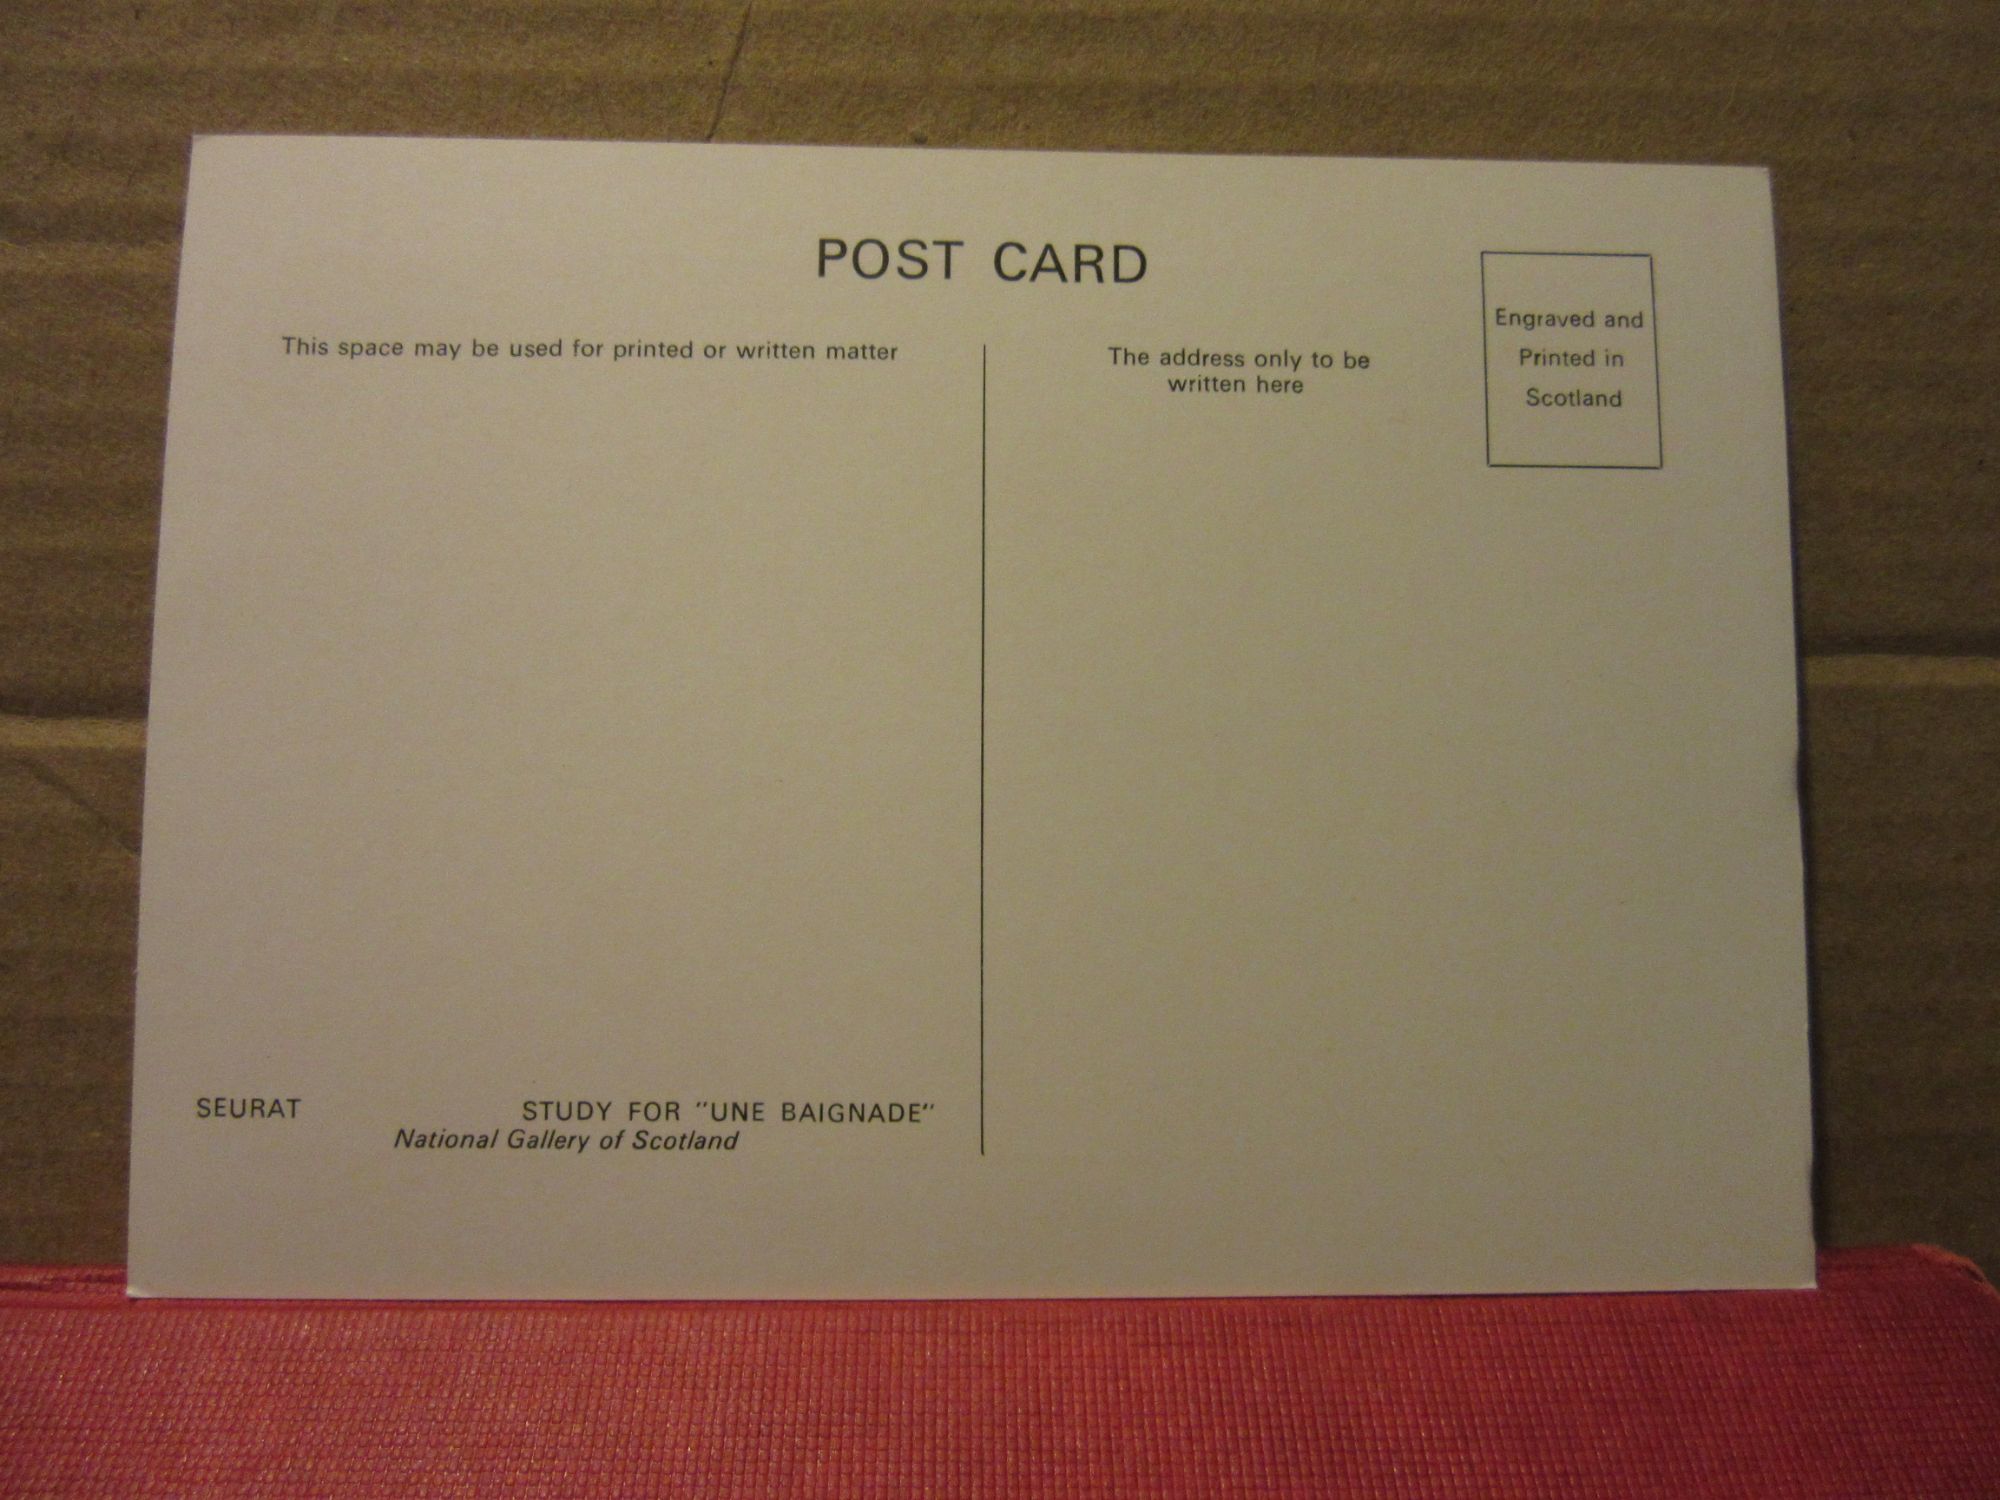 POST CARD
This space may be used for printed or written matter
The address only to be
written here
Engraved and
Printed in
Scotland
SEURAT STUDY FOR "UNE BAIGNADE"
National Gallery of Scotland